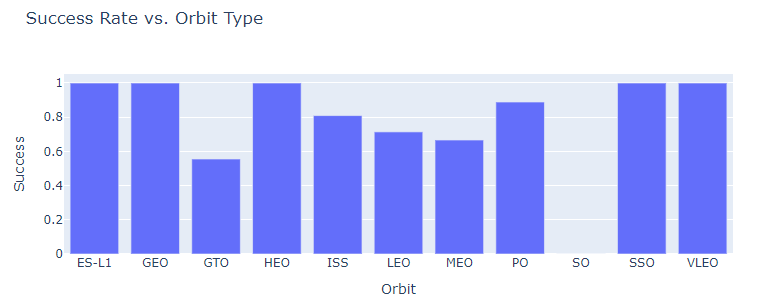 Success Rate vs. Orbit Type
1
0.8
0.6
0.4
0.2
0
Success
ES-L1 GEO GTO HEO ISS LEO MEO PO SO SSO VLEO
Orbit